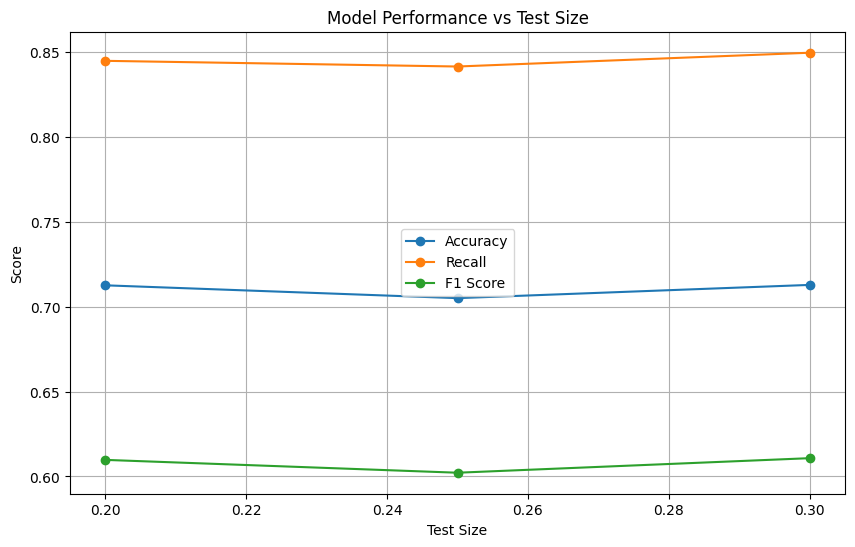 Model Performance vs Test Size
0.85
0.80
0.75
0.70
0.65
0.60
Score
Accuracy
Recall
F1 Score
0.20 0.22 0.24 0.26 0.28 0.30
Test Size